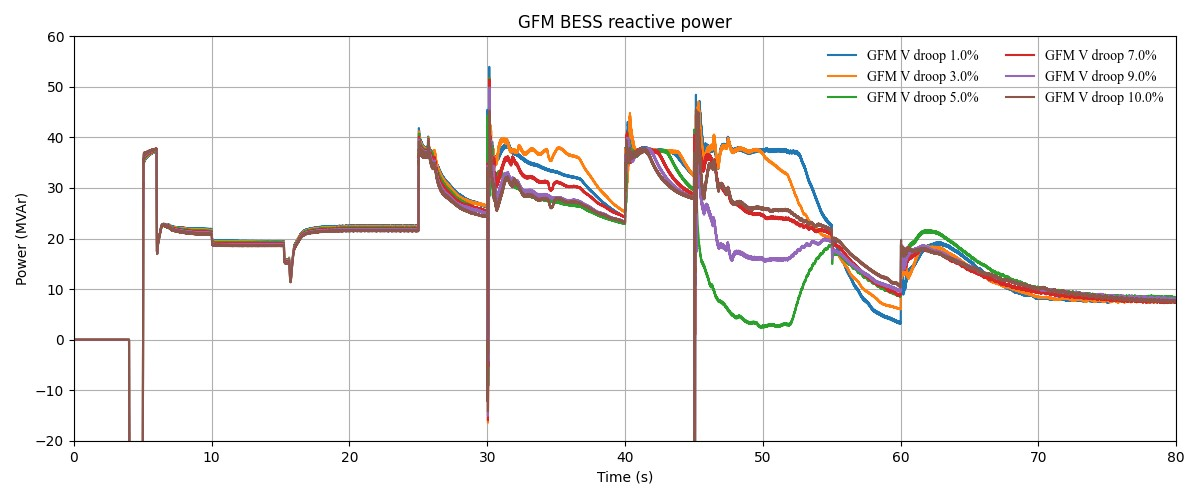 GFM BESS reactive power
60
50
40
30
20
10
0
−10
−20
Power (MVAr)
GFM V droop 1.0%
GFM V droop 3.0%
GFM V droop 5.0%
GFM V droop 7.0%
GFM V droop 9.0%
GFM V droop 10.0%
0 10 20 30 40 50 60 70 80
Time (s)